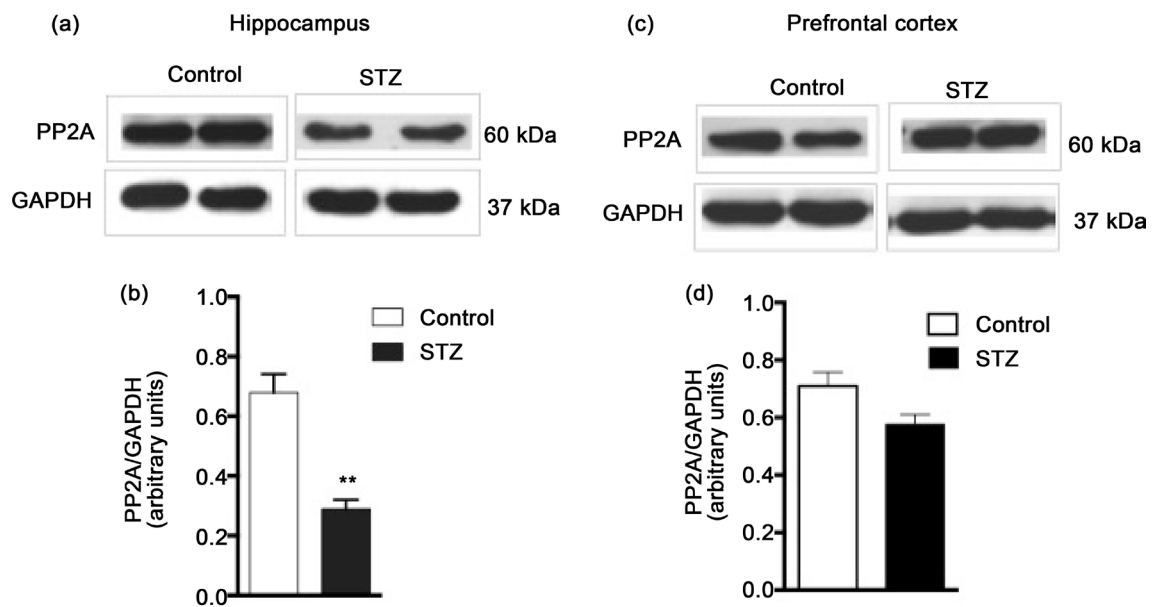 (a) Hippocampus
Control STZ
PP2A 60 kDa
GAPDH 37 kDa
(b)
1.0
0.8
0.6
0.4
0.2
0.0
PP2A/GAPDH
(arbitrary units)
Control
STZ
**
(c) Prefrontal cortex
Control STZ
PP2A 60 kDa
GAPDH 37 kDa
(d)
1.0
0.8
0.6
0.4
0.2
0.0
PP2A/GAPDH
(arbitrary units)
Control
STZ